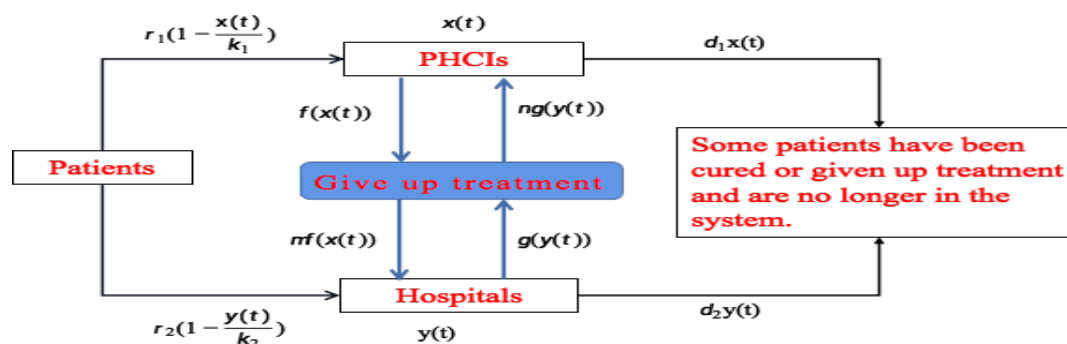 x(t)
r₁(1 - x(t)/k₁)
d₁x(t)
PHCIs
f(x(t))
ng(y(t))
Patients
Give up treatment
Some patients have been
cured or given up treatment
and are no longer in the
system.
mf(x(t))
g(y(t))
Hospitals
d₂y(t)
r₂(1 - y(t)/k₂)
y(t)